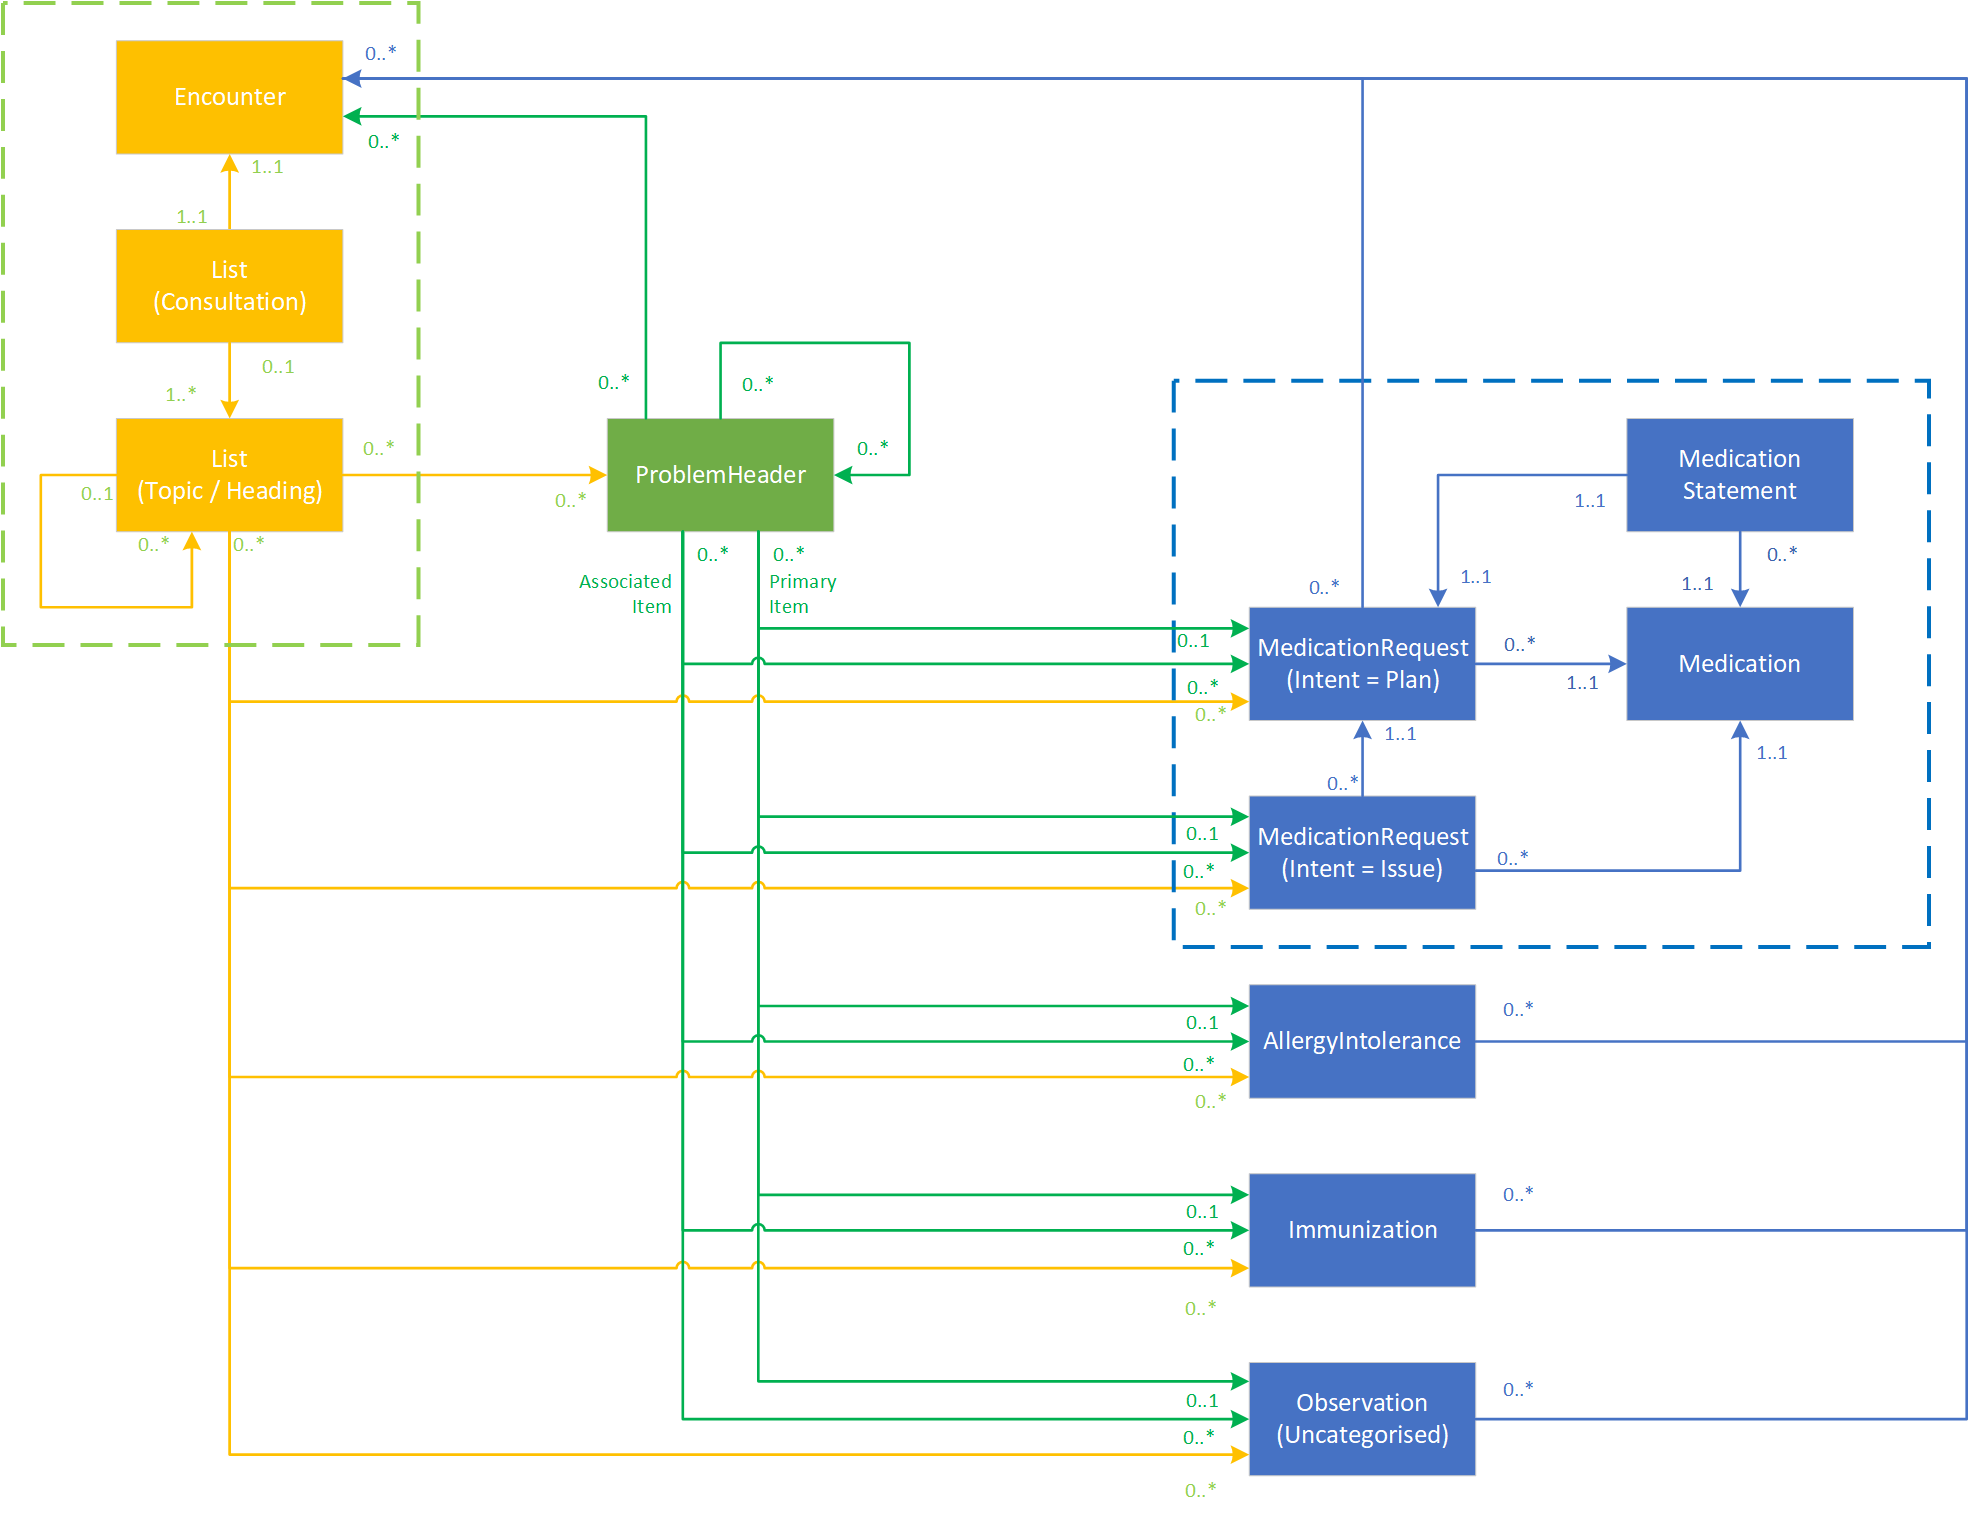 0..*
Encounter
0..*
1..1
1..1
List
(Consultation)
0..1
1..*
0..*
0..*
List
(Topic / Heading)
0..1
0..*
0..*
0..*
0..*
ProblemHeader
0..*
0..*
0..*
Associated
Item
0..*
Primary
Item
Medication
Statement
1..1
0..*
1..1
1..1
0..*
0..1
MedicationRequest
(Intent = Plan)
0..*
0..*
0..*
1..1
Medication
1..1
0..*
1..1
0..1
MedicationRequest
(Intent = Issue)
0..*
0..*
0..*
0..*
0..1
AllergyIntolerance
0..*
0..*
0..*
0..1
Immunization
0..*
0..*
0..*
0..1
Observation
(Uncategorised)
0..*
0..*